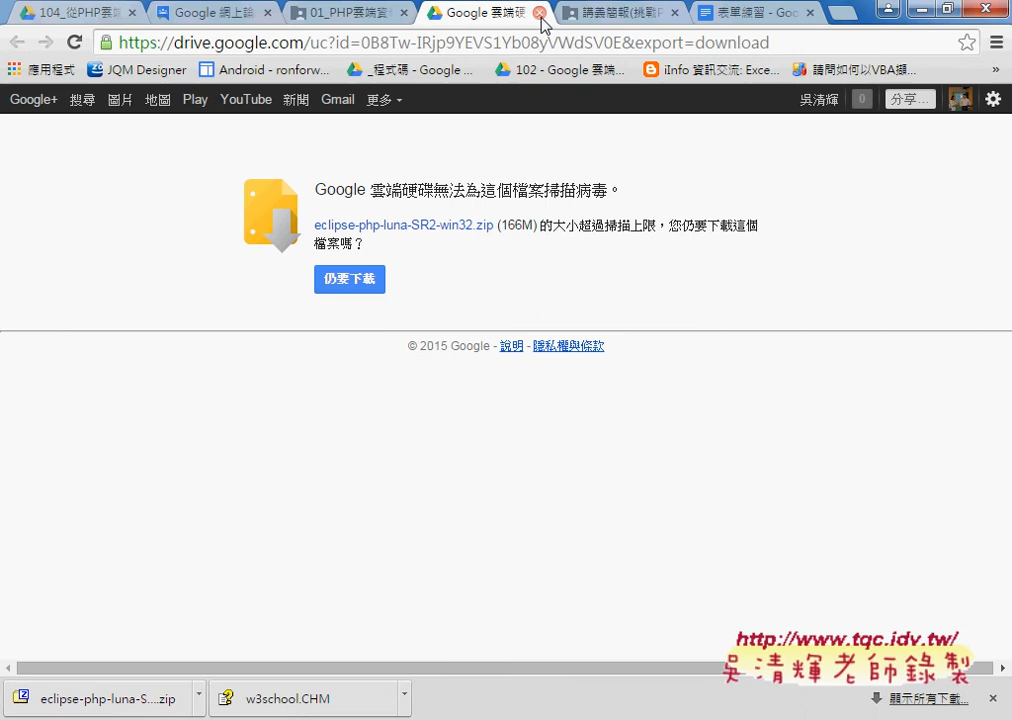 104_從PHP雲端
Google 網上論
01_PHP雲端資
Google 雲端硬
講義簡報(挑戰P
表單練習 - Goo
https://drive.google.com/uc?id=0B8Tw-IRjp9YEVS1Yb08yVWdSV0E&export=download
應用程式
JQM Designer
Android - ronforw...
_程式碼 - Google ...
102 - Google 雲端...
iInfo 資訊交流: Exce...
請問如何以VBA擷...
»
Google+ 搜尋 圖片 地圖 Play YouTube 新聞 Gmail 更多
吳清輝 0 分享...
Google 雲端硬碟無法為這個檔案掃描病毒。
eclipse-php-luna-SR2-win32.zip (166M) 的大小超過掃描上限，您仍要下載這個
檔案嗎？
仍要下載
© 2015 Google - 說明 - 隱私權與條款
http://www.tqc.idv.tw/
吳清輝老師錄製
eclipse-php-luna-S....zip
w3school.CHM
顯示所有下載...